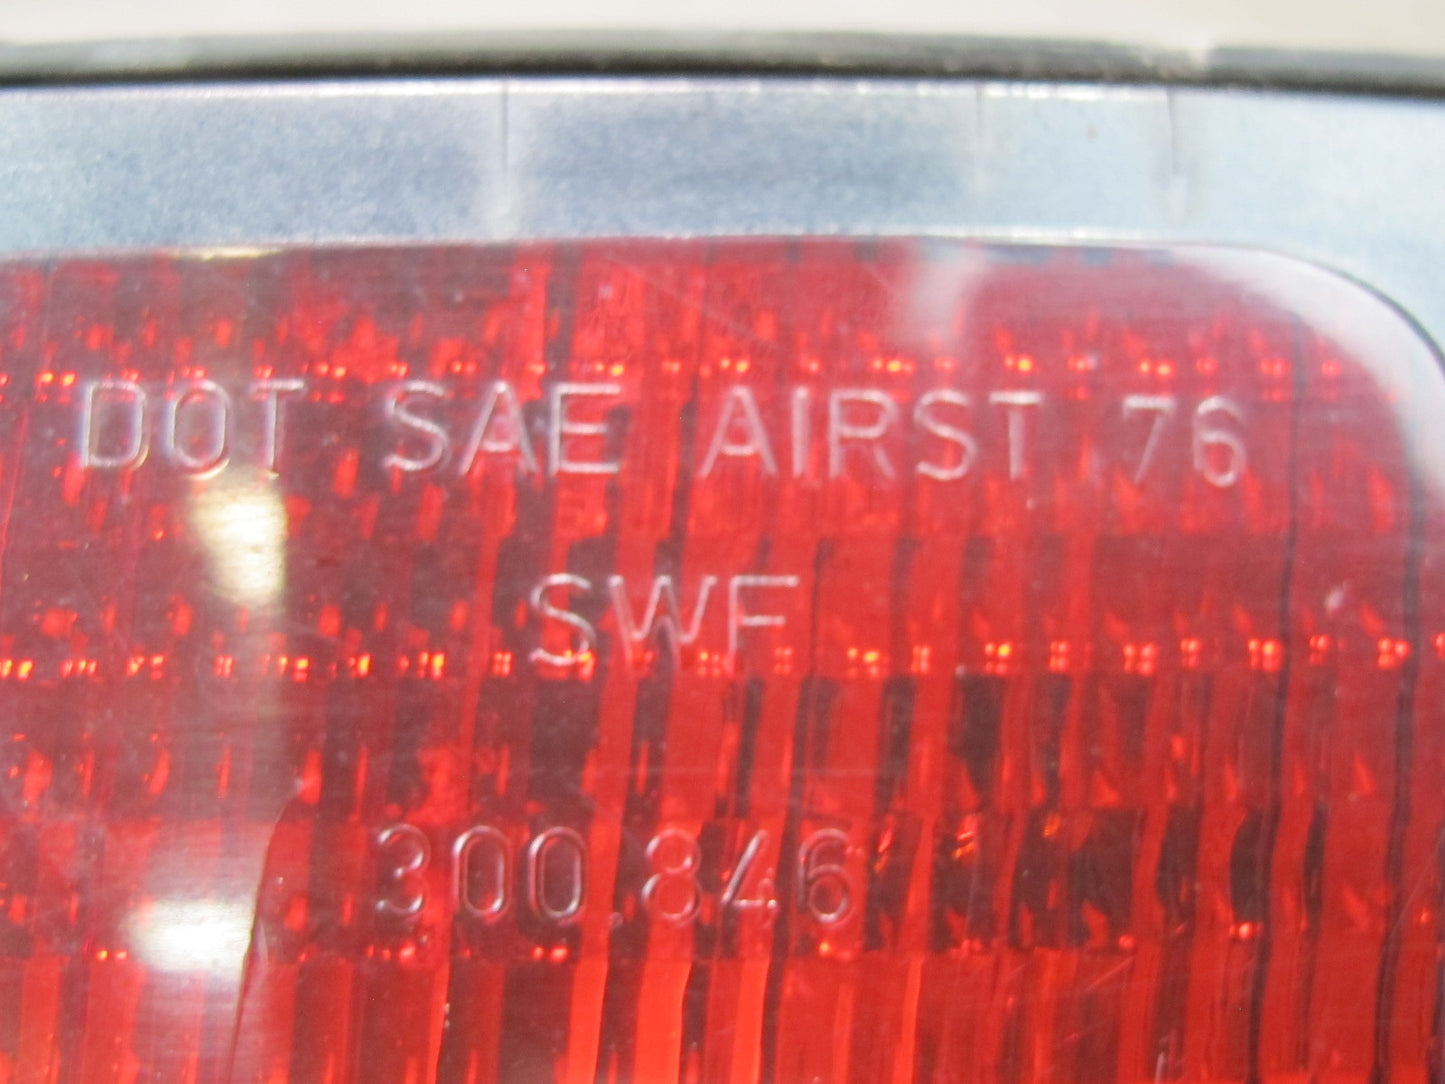 DOT SAE AIRST 76
SWF
300.846